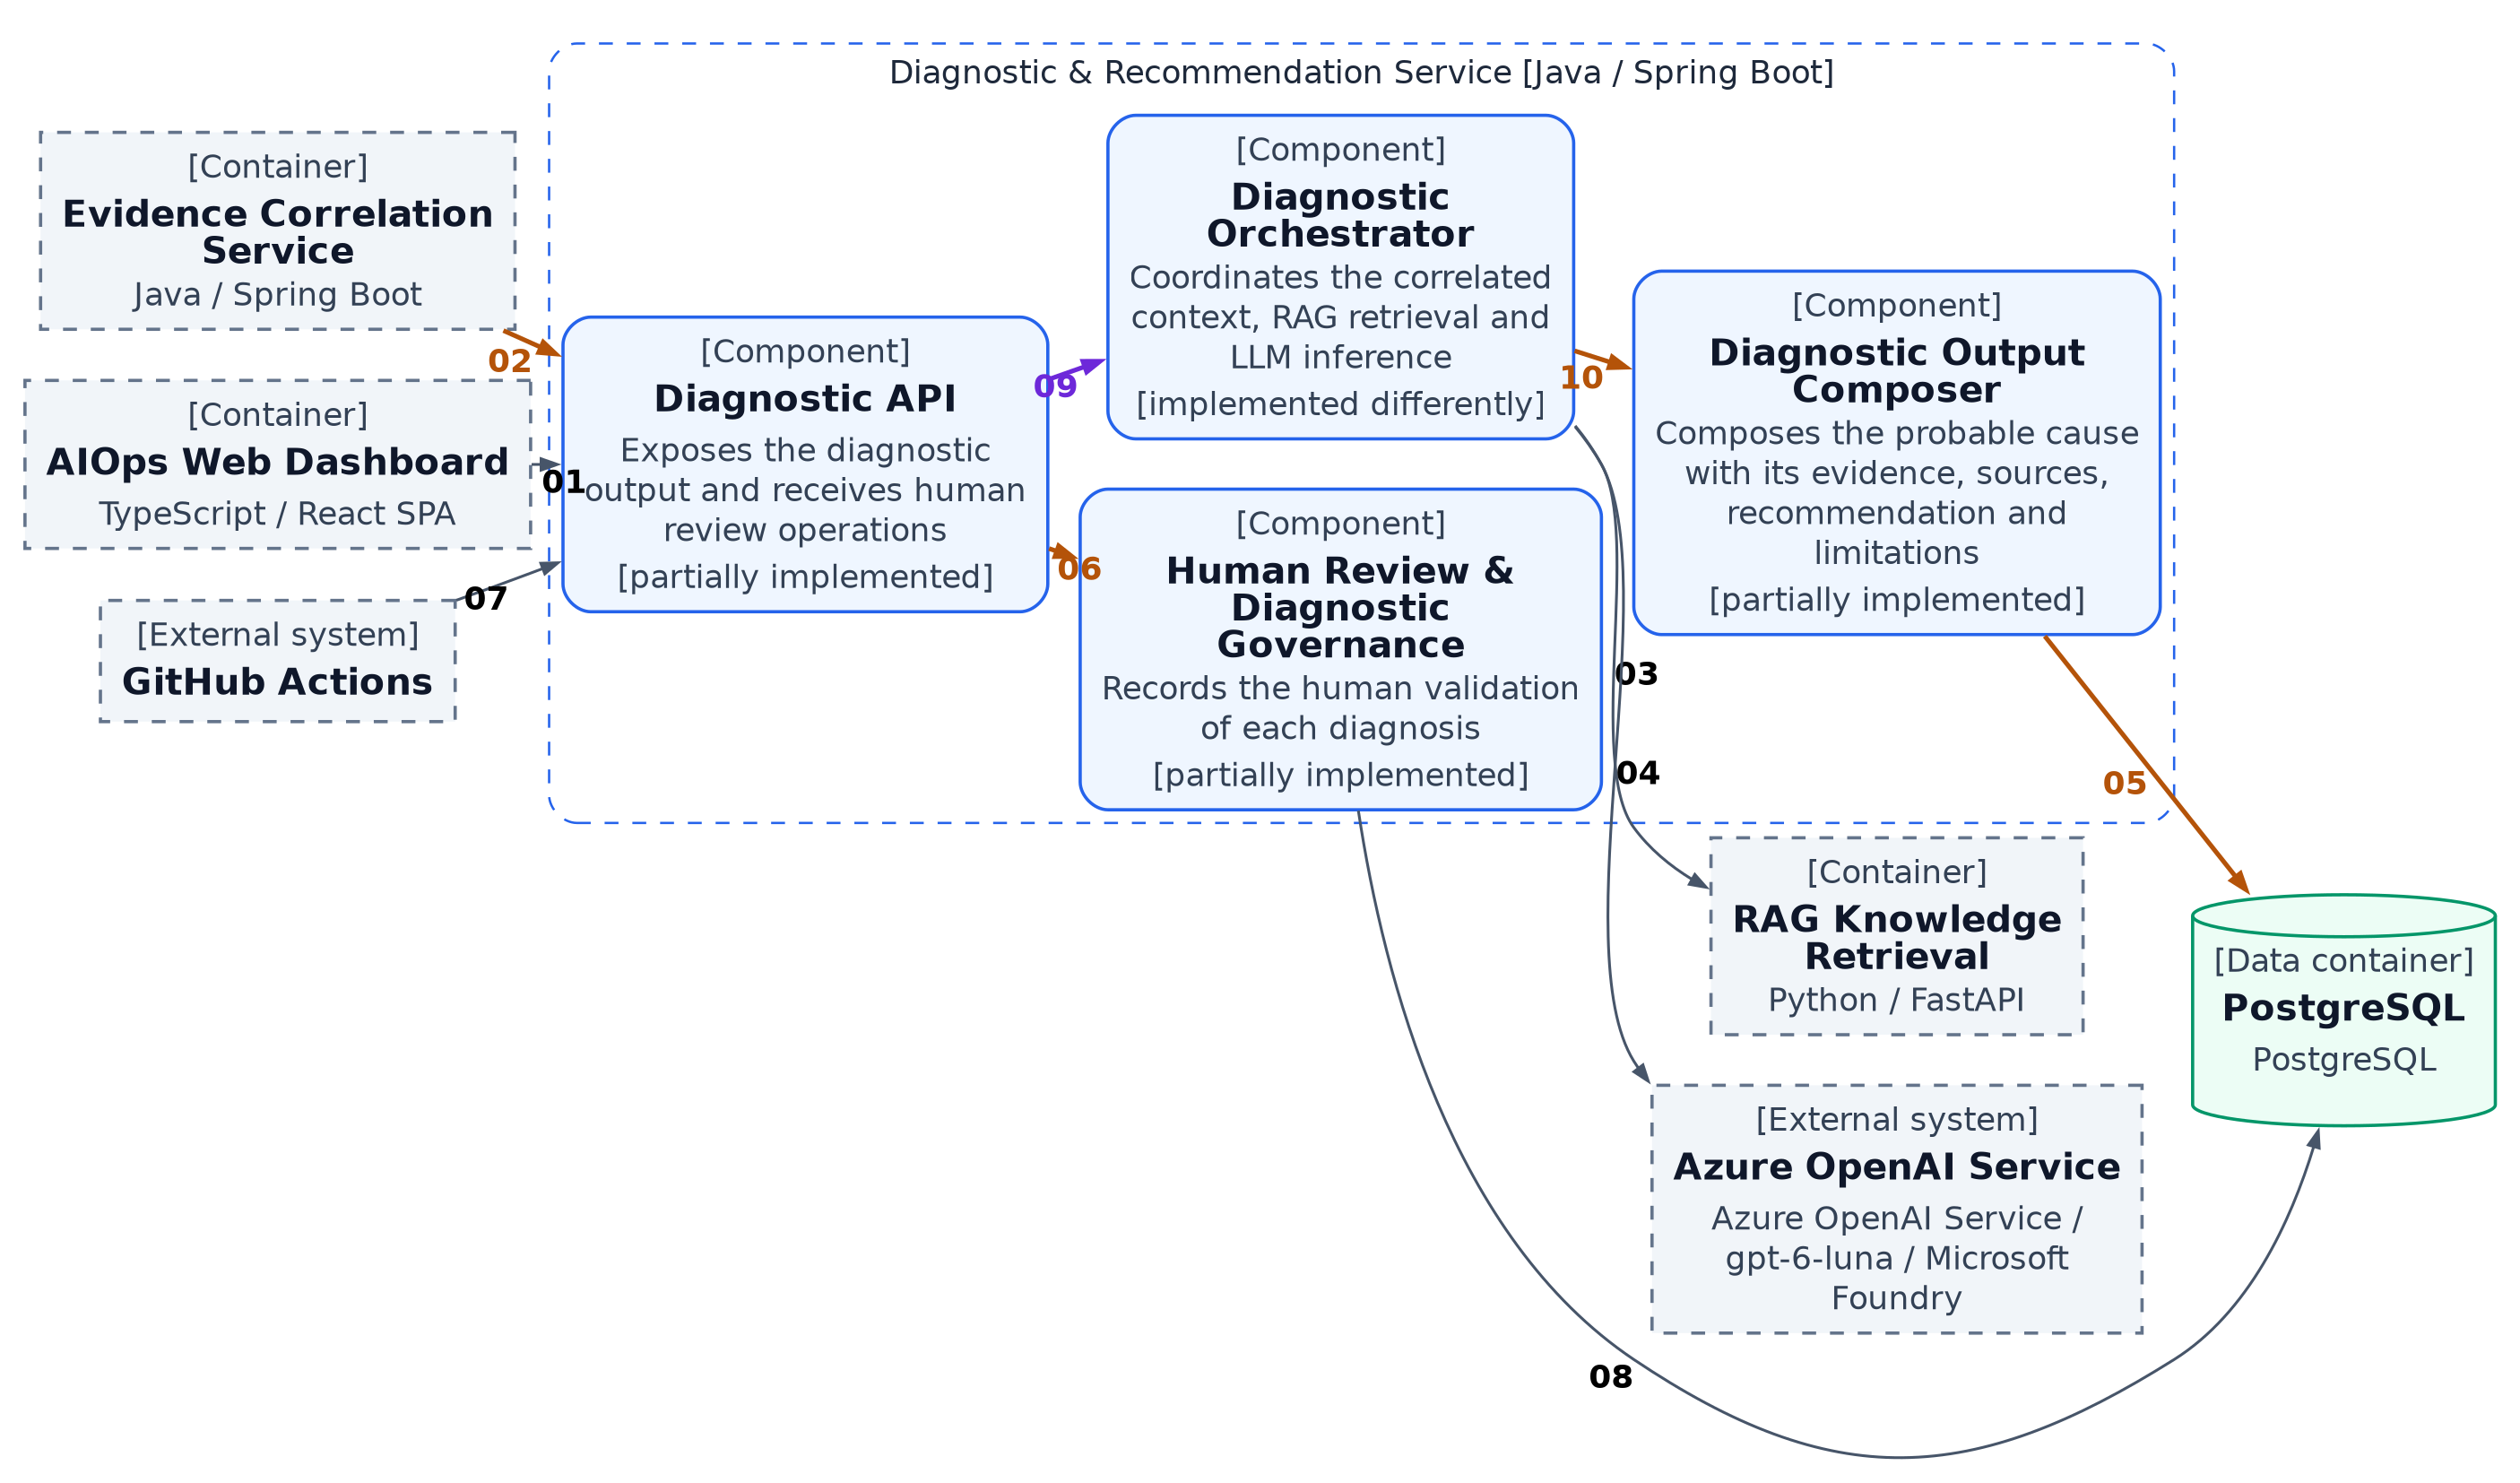 Diagnostic & Recommendation Service [Java / Spring Boot]
[Container]
Evidence Correlation
Service
Java / Spring Boot
02
[Container]
AIOps Web Dashboard
TypeScript / React SPA
01
[External system]
GitHub Actions
07
[Component]
Diagnostic API
Exposes the diagnostic
output and receives human
review operations
[partially implemented]
09
06
[Component]
Diagnostic
Orchestrator
Coordinates the correlated
context, RAG retrieval and
LLM inference
[implemented differently]
10
[Component]
Human Review &
Diagnostic
Governance
Records the human validation
of each diagnosis
[partially implemented]
03
04
[Component]
Diagnostic Output
Composer
Composes the probable cause
with its evidence, sources,
recommendation and
limitations
[partially implemented]
05
[Container]
RAG Knowledge
Retrieval
Python / FastAPI
[Data container]
PostgreSQL
PostgreSQL
[External system]
Azure OpenAI Service
Azure OpenAI Service /
gpt-6-luna / Microsoft
Foundry
08